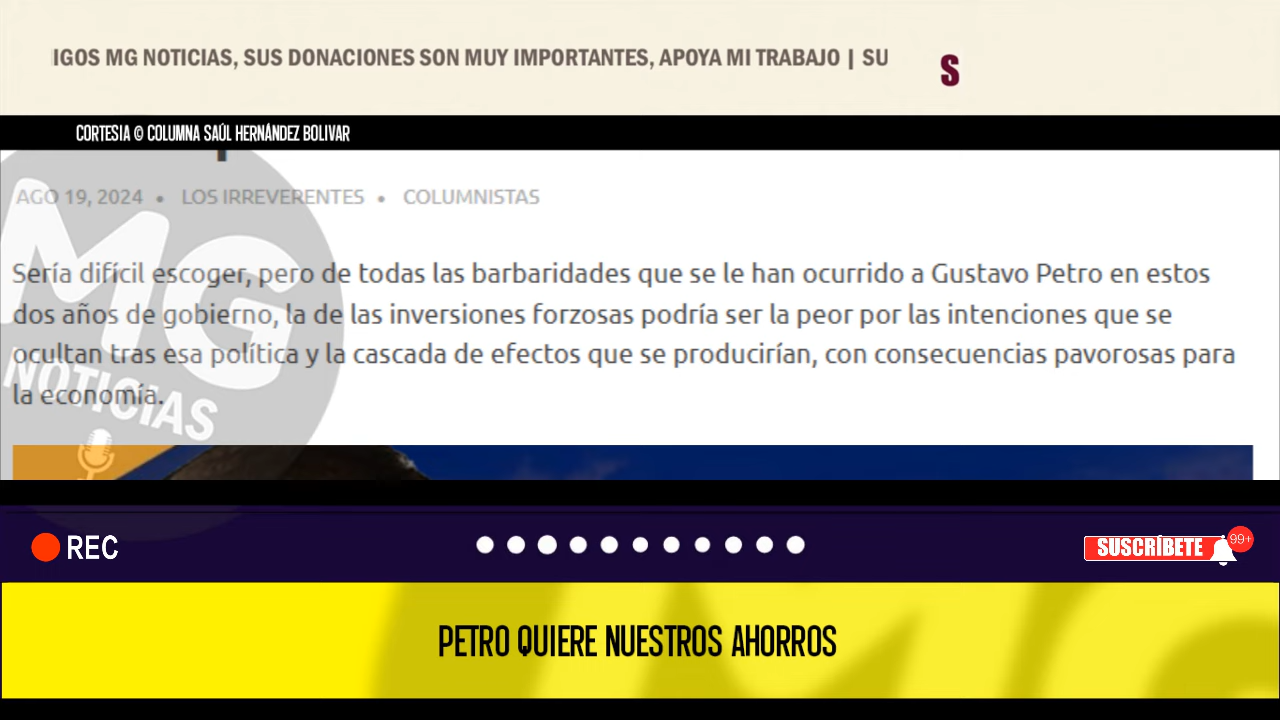 IGOS MG NOTICIAS, SUS DONACIONES SON MUY IMPORTANTES, APOYA MI TRABAJO | SU
S
CORTESIA © COLUMNA SAÚL HERNÁNDEZ BOLIVAR
AGO 19, 2024 • LOS IRREVERENTES • COLUMNISTAS
Sería difícil escoger, pero de todas las barbaridades que se le han ocurrido a Gustavo Petro en estos
dos años de gobierno, la de las inversiones forzosas podría ser la peor por las intenciones que se
ocultan tras esa política y la cascada de efectos que se producirían, con consecuencias pavorosas para
la economía.
MG
NOTICIAS
REC
SUSCRÍBETE
99+
PETRO QUIERE NUESTROS AHORROS